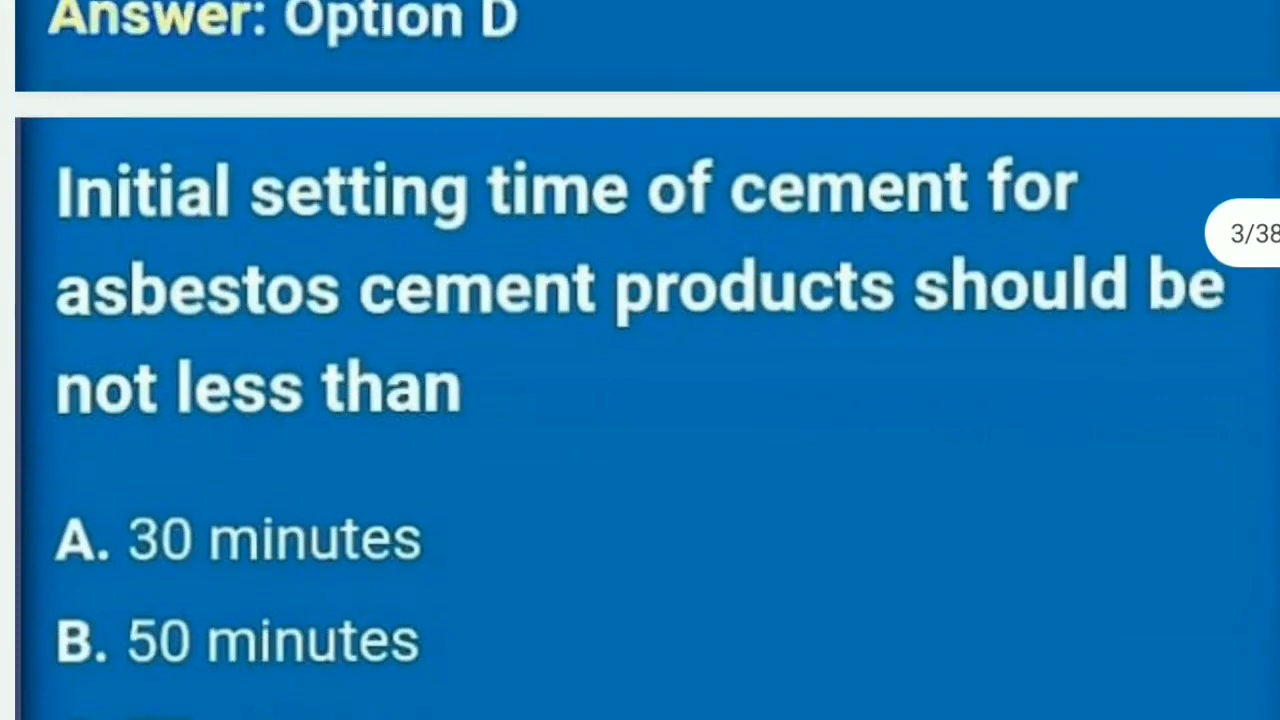 Answer: Option D
Initial setting time of cement for
3/38
asbestos cement products should be
not less than
A. 30 minutes
B. 50 minutes